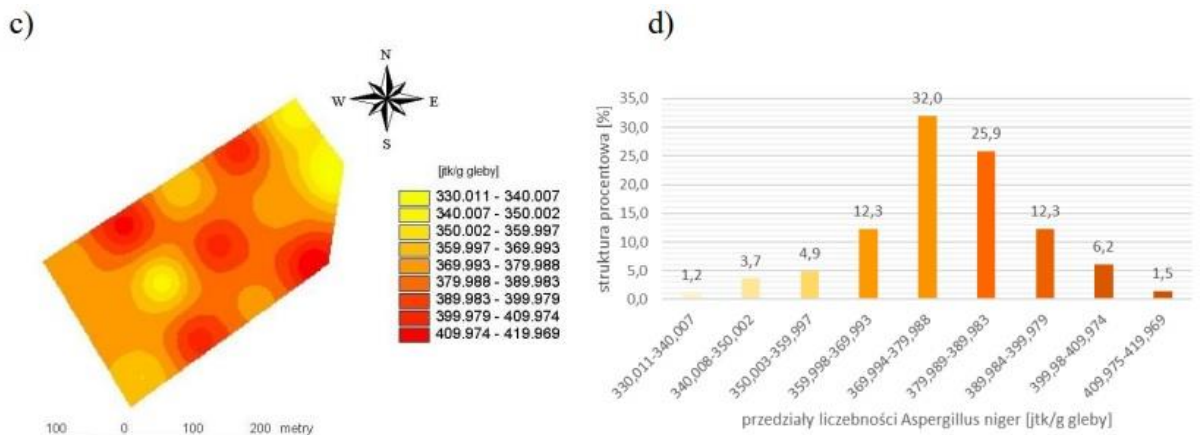 c)
N
W E
S
[jtk/g gleby]
330.011 - 340.007
340.007 - 350.002
350.002 - 359.997
359.997 - 369.993
369.993 - 379.988
379.988 - 389.983
389.983 - 399.979
399.979 - 409.974
409.974 - 419.969
100 0 100 200 metry
d)
struktura procentowa [%]
35,0
30,0
25,0
20,0
15,0
10,0
5,0
0,0
1,2
3,7
4,9
12,3
32,0
25,9
12,3
6,2
1,5
330,011-340,007
340,008-350,002
350,003-359,997
359,998-369,993
369,994-379,988
379,989-389,983
389,984-399,979
399,98-409,974
409,975-419,969
przedziały liczebności Aspergillus niger [jtk/g gleby]